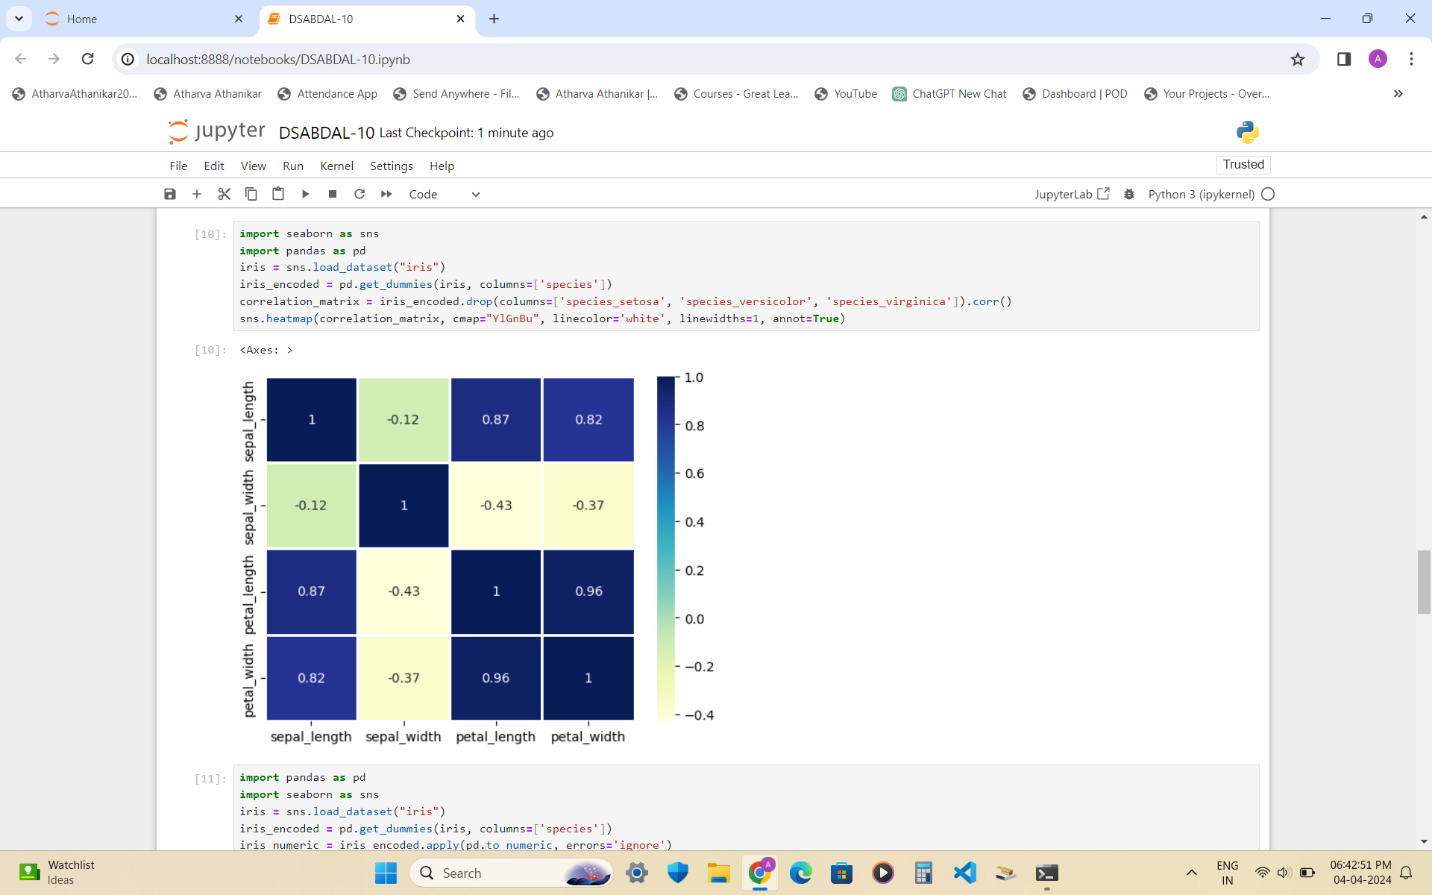 Home
DSABDAL-10
localhost:8888/notebooks/DSABDAL-10.ipynb
A
AtharvaAthanikar20...
Atharva Athanikar
Attendance App
Send Anywhere - Fil...
Atharva Athanikar |...
Courses - Great Lea...
YouTube
ChatGPT New Chat
Dashboard | POD
Your Projects - Over...
jupyter DSABDAL-10 Last Checkpoint: 1 minute ago
File Edit View Run Kernel Settings Help
Trusted
Code
JupyterLab
Python 3 (ipykernel)
[10]:
import seaborn as sns
import pandas as pd
iris = sns.load_dataset("iris")
iris_encoded = pd.get_dummies(iris, columns=['species'])
correlation_matrix = iris_encoded.drop(columns=['species_setosa', 'species_versicolor', 'species_virginica']).corr()
sns.heatmap(correlation_matrix, cmap="YlGnBu", linecolor='white', linewidths=1, annot=True)
[10]: <Axes: >
sepal_length 1 -0.12 0.87 0.82
sepal_width -0.12 1 -0.43 -0.37
petal_length 0.87 -0.43 1 0.96
petal_width 0.82 -0.37 0.96 1
sepal_length sepal_width petal_length petal_width
1.0
0.8
0.6
0.4
0.2
0.0
−0.2
−0.4
[11]:
import pandas as pd
import seaborn as sns
iris = sns.load_dataset("iris")
iris_encoded = pd.get_dummies(iris, columns=['species'])
iris_numeric = iris_encoded.apply(pd.to_numeric, errors='ignore')
Watchlist
Ideas
Search
A
ENG
IN
06:42:51 PM
04-04-2024